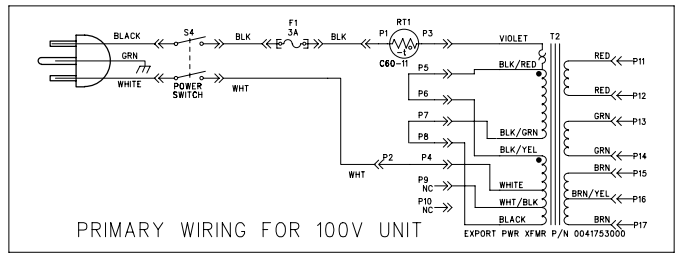 BLACK S4 BLK F1 3A BLK P1 RT1 P3 VIOLET T2
-t
C60-11
GRN
WHITE POWER SWITCH WHT
P5 BLK/RED
P6
P7
P8 BLK/GRN
BLK/YEL
WHT P2 P4 WHITE
P9 NC WHT/BLK
P10 NC BLACK
RED P11
RED P12
GRN P13
GRN P14
BRN P15
BRN/YEL P16
BRN P17
PRIMARY WIRING FOR 100V UNIT
EXPORT PWR XFMR P/N 0041753000